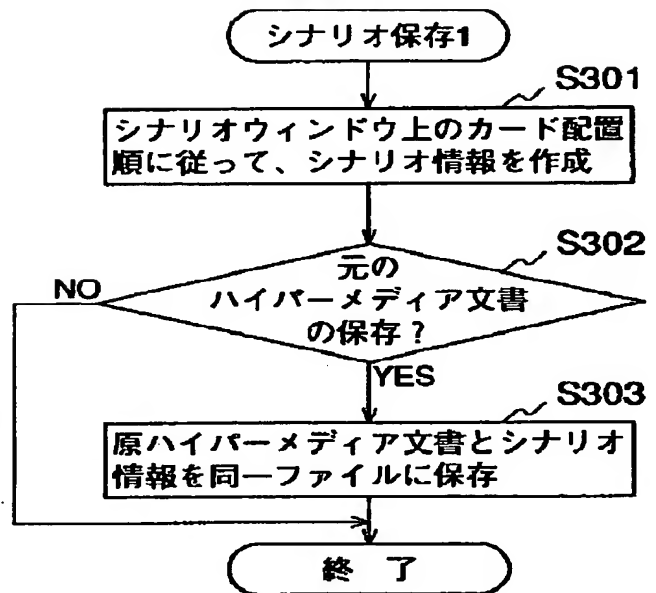 シナリオ保存1
S301
シナリオウィンドウ上のカード配置
順に従って、シナリオ情報を作成
S302
元の
ハイパーメディア文書
の保存?
NO
YES
S303
原ハイパーメディア文書とシナリオ
情報を同一ファイルに保存
終 了